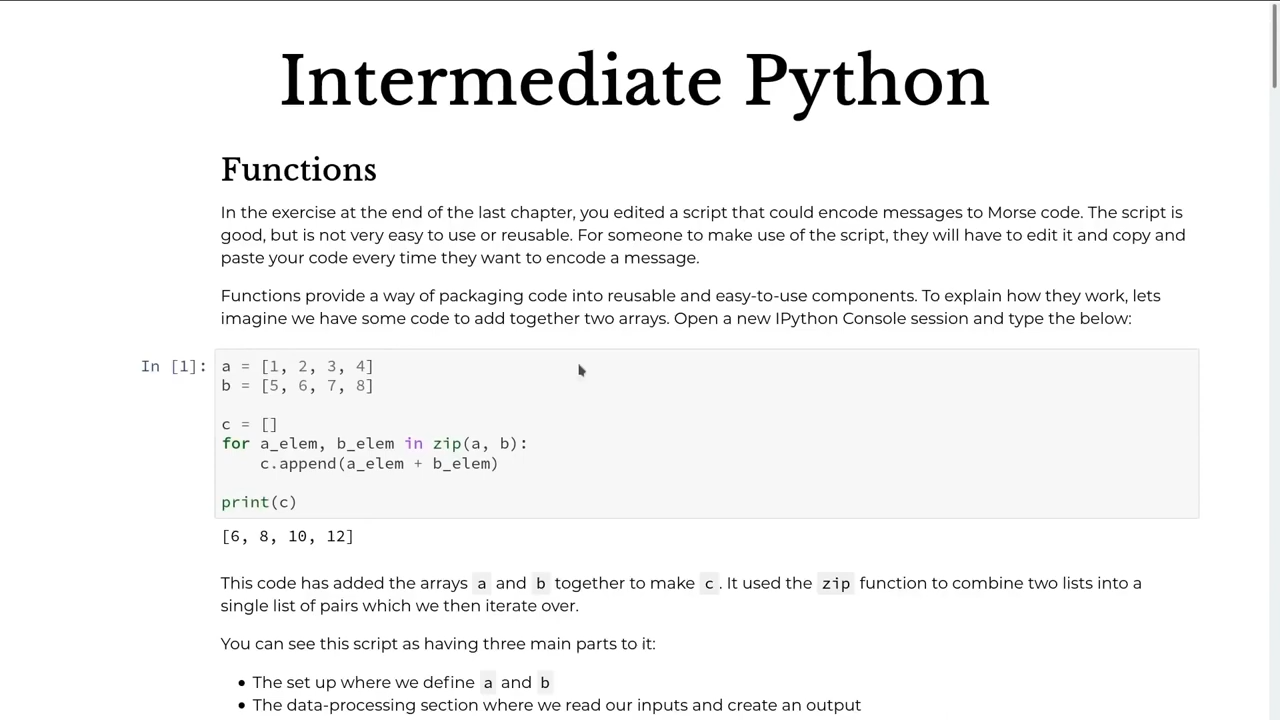 Intermediate Python
Functions
In the exercise at the end of the last chapter, you edited a script that could encode messages to Morse code. The script is
good, but is not very easy to use or reusable. For someone to make use of the script, they will have to edit it and copy and
paste your code every time they want to encode a message.
Functions provide a way of packaging code into reusable and easy-to-use components. To explain how they work, lets
imagine we have some code to add together two arrays. Open a new IPython Console session and type the below:
In [1]: a = [1, 2, 3, 4]
b = [5, 6, 7, 8]
c = []
for a_elem, b_elem in zip(a, b):
    c.append(a_elem + b_elem)
print(c)
[6, 8, 10, 12]
This code has added the arrays a and b together to make c. It used the zip function to combine two lists into a
single list of pairs which we then iterate over.
You can see this script as having three main parts to it:
• The set up where we define a and b
• The data-processing section where we read our inputs and create an output